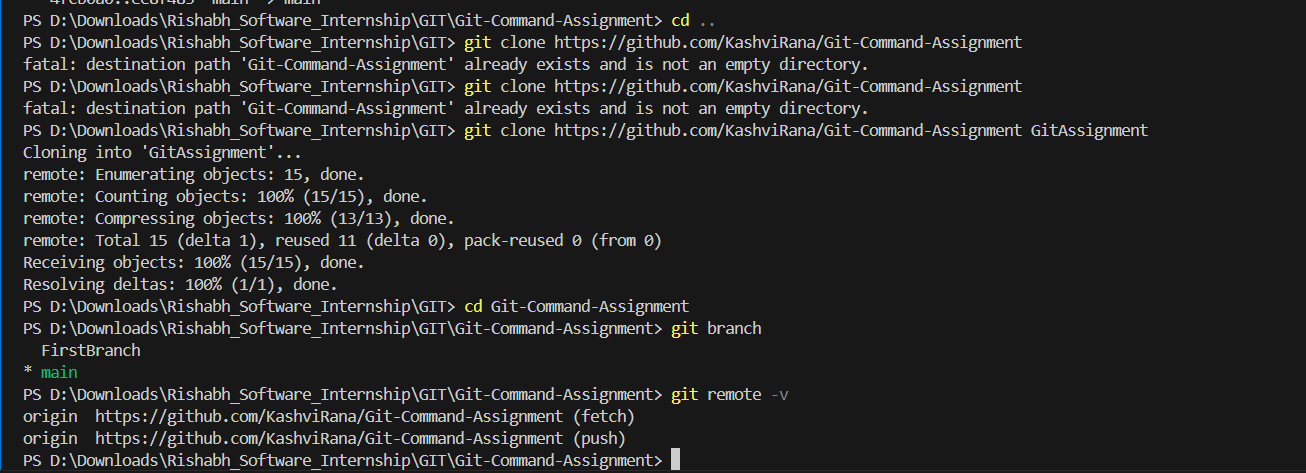 4feb0a0..ce8f485  main -> main
PS D:\Downloads\Rishabh_Software_Internship\GIT\Git-Command-Assignment> cd ..
PS D:\Downloads\Rishabh_Software_Internship\GIT> git clone https://github.com/KashviRana/Git-Command-Assignment
fatal: destination path 'Git-Command-Assignment' already exists and is not an empty directory.
PS D:\Downloads\Rishabh_Software_Internship\GIT> git clone https://github.com/KashviRana/Git-Command-Assignment
fatal: destination path 'Git-Command-Assignment' already exists and is not an empty directory.
PS D:\Downloads\Rishabh_Software_Internship\GIT> git clone https://github.com/KashviRana/Git-Command-Assignment GitAssignment
Cloning into 'GitAssignment'...
remote: Enumerating objects: 15, done.
remote: Counting objects: 100% (15/15), done.
remote: Compressing objects: 100% (13/13), done.
remote: Total 15 (delta 1), reused 11 (delta 0), pack-reused 0 (from 0)
Receiving objects: 100% (15/15), done.
Resolving deltas: 100% (1/1), done.
PS D:\Downloads\Rishabh_Software_Internship\GIT> cd Git-Command-Assignment
PS D:\Downloads\Rishabh_Software_Internship\GIT\Git-Command-Assignment> git branch
  FirstBranch
* main
PS D:\Downloads\Rishabh_Software_Internship\GIT\Git-Command-Assignment> git remote -v
origin  https://github.com/KashviRana/Git-Command-Assignment (fetch)
origin  https://github.com/KashviRana/Git-Command-Assignment (push)
PS D:\Downloads\Rishabh_Software_Internship\GIT\Git-Command-Assignment>